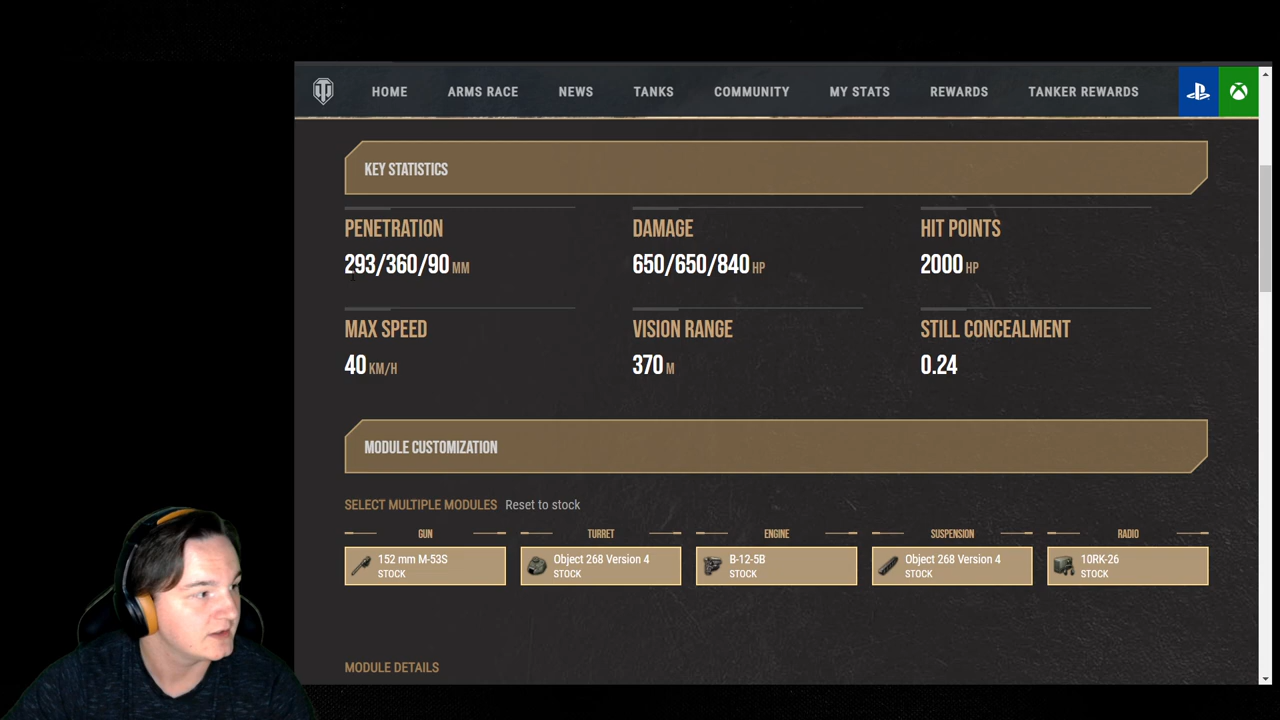 HOME ARMS RACE NEWS TANKS COMMUNITY MY STATS REWARDS TANKER REWARDS
KEY STATISTICS
PENETRATION DAMAGE HIT POINTS
293/360/90 MM 650/650/840 HP 2000 HP
MAX SPEED VISION RANGE STILL CONCEALMENT
40 KM/H 370 M 0.24
MODULE CUSTOMIZATION
SELECT MULTIPLE MODULES Reset to stock
GUN TURRET ENGINE SUSPENSION RADIO
152 mm M-53S Object 268 Version 4 B-12-5B Object 268 Version 4 10RK-26
STOCK STOCK STOCK STOCK STOCK
MODULE DETAILS